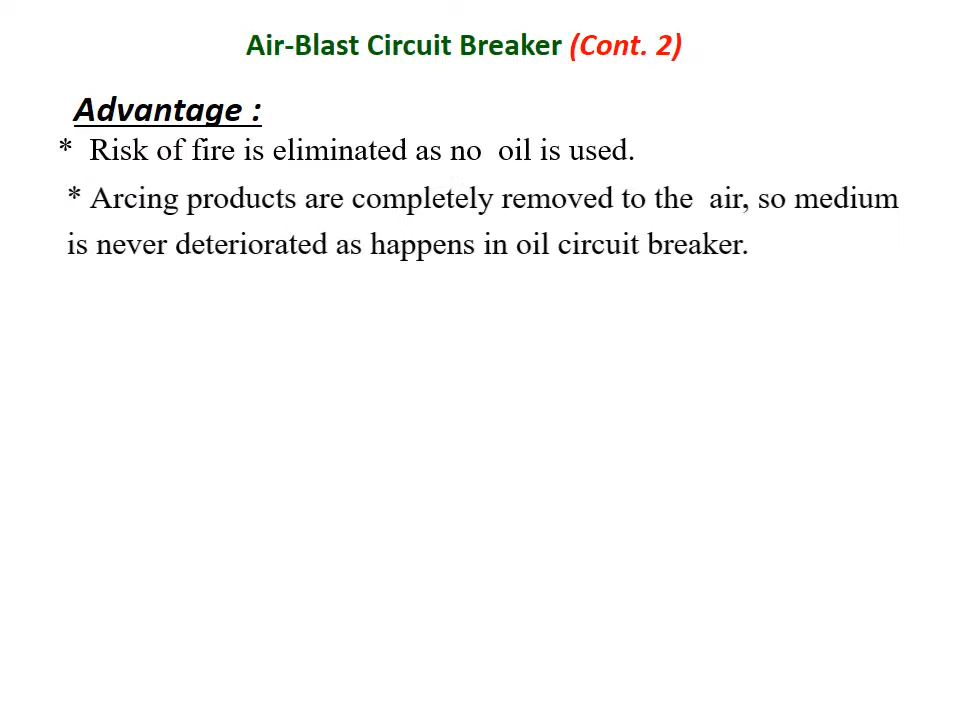 Air-Blast Circuit Breaker (Cont. 2)
Advantage :
* Risk of fire is eliminated as no oil is used.
* Arcing products are completely removed to the air, so medium
is never deteriorated as happens in oil circuit breaker.